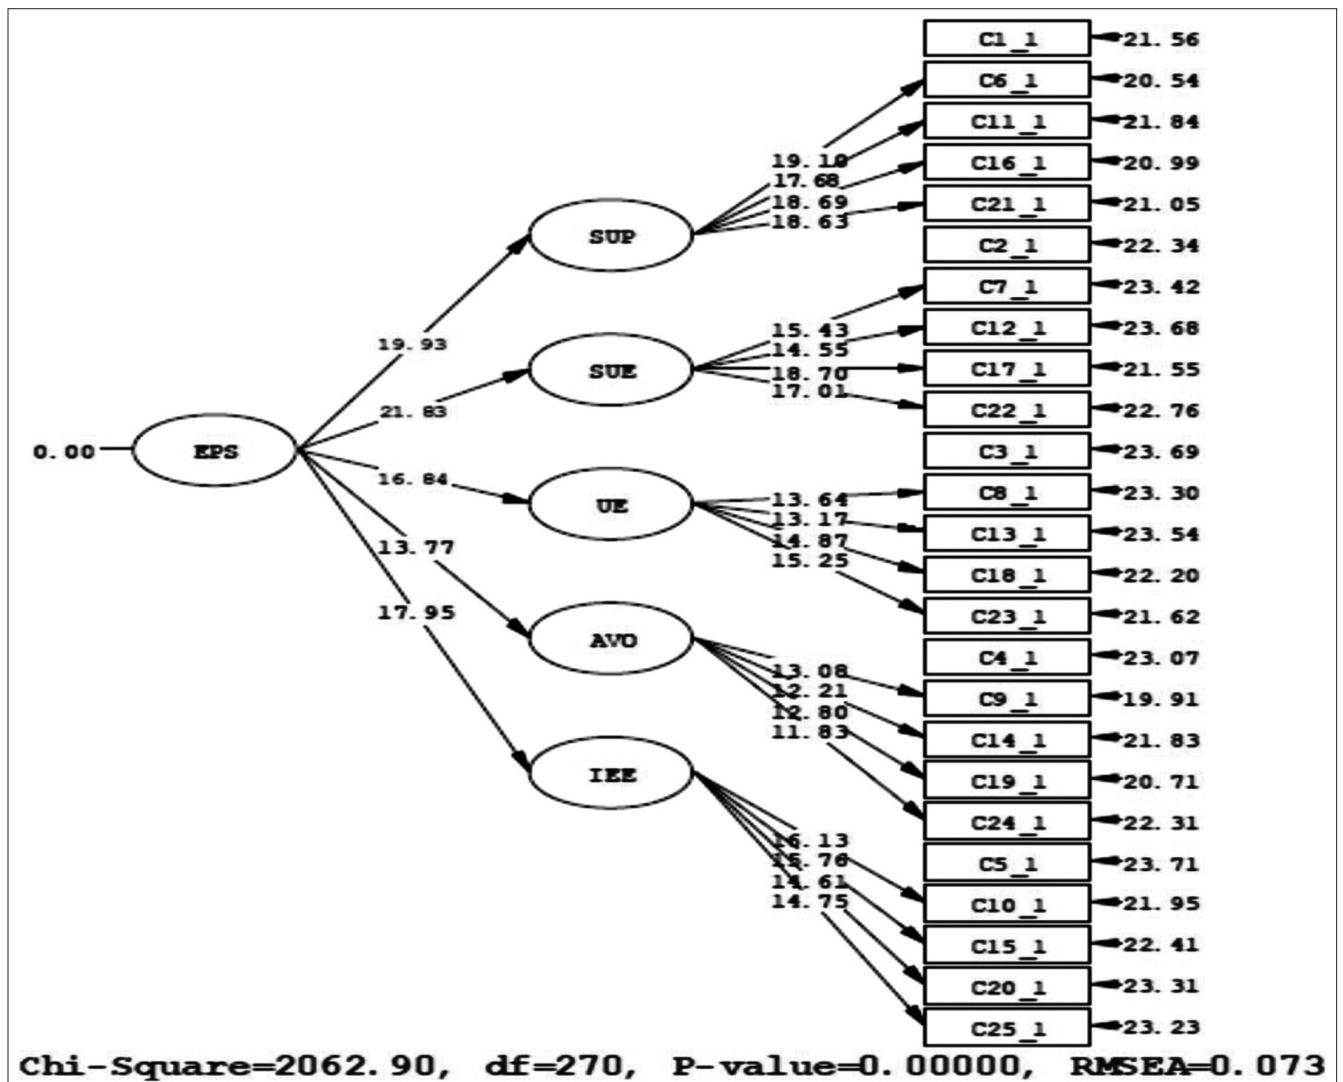 C1_1 21.56
C6_1 20.54
C11_1 21.84
19.10 C16_1 20.99
17.68
18.69 C21_1 21.05
18.63
SUP C2_1 22.34
C7_1 23.42
15.43 C12_1 23.68
19.93 14.55
SUE 18.70 C17_1 21.55
17.01
21.83 C22_1 22.76
0.00 EPS C3_1 23.69
16.84 13.64 C8_1 23.30
UE 13.17 C13_1 23.54
14.87
13.77 15.25 C18_1 22.20
17.95 C23_1 21.62
AVO C4_1 23.07
13.08
12.21 C9_1 19.91
12.80
11.83 C14_1 21.83
IEE C19_1 20.71
C24_1 22.31
16.13
15.76 C5_1 23.71
14.61
14.75 C10_1 21.95
C15_1 22.41
C20_1 23.31
C25_1 23.23
Chi-Square=2062.90, df=270, P-value=0.00000, RMSEA=0.073